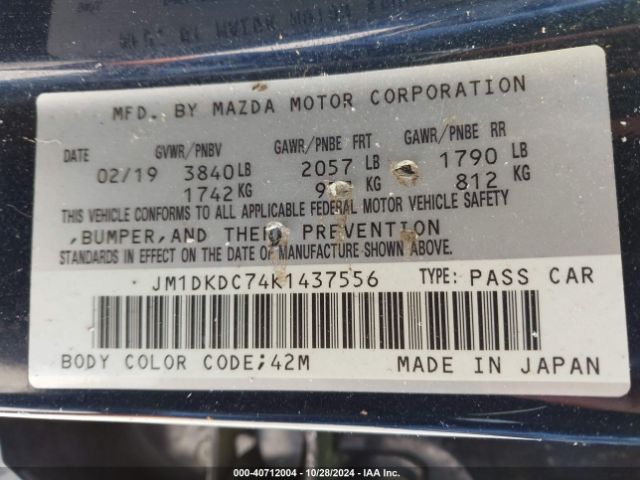 MFD. BY MAZDA MOTOR CORPORATION
DATE GVWR/PNBV GAWR/PNBE FRT GAWR/PNBE RR
02/19 3840 LB 2057 LB 1790 LB
1742 KG KG 812 KG
THIS VEHICLE CONFORMS TO ALL APPLICABLE FEDERAL MOTOR VEHICLE SAFETY
,BUMPER,AND THEFT PREVENTION
STANDARDS IN EFFECT ON THE DATE OF MANUFACTURE SHOWN ABOVE.
JM1DKDC74K1437556 TYPE: PASS CAR
BODY COLOR CODE;42M MADE IN JAPAN
000-40712004 | 10/28/2024 | IAA Inc.